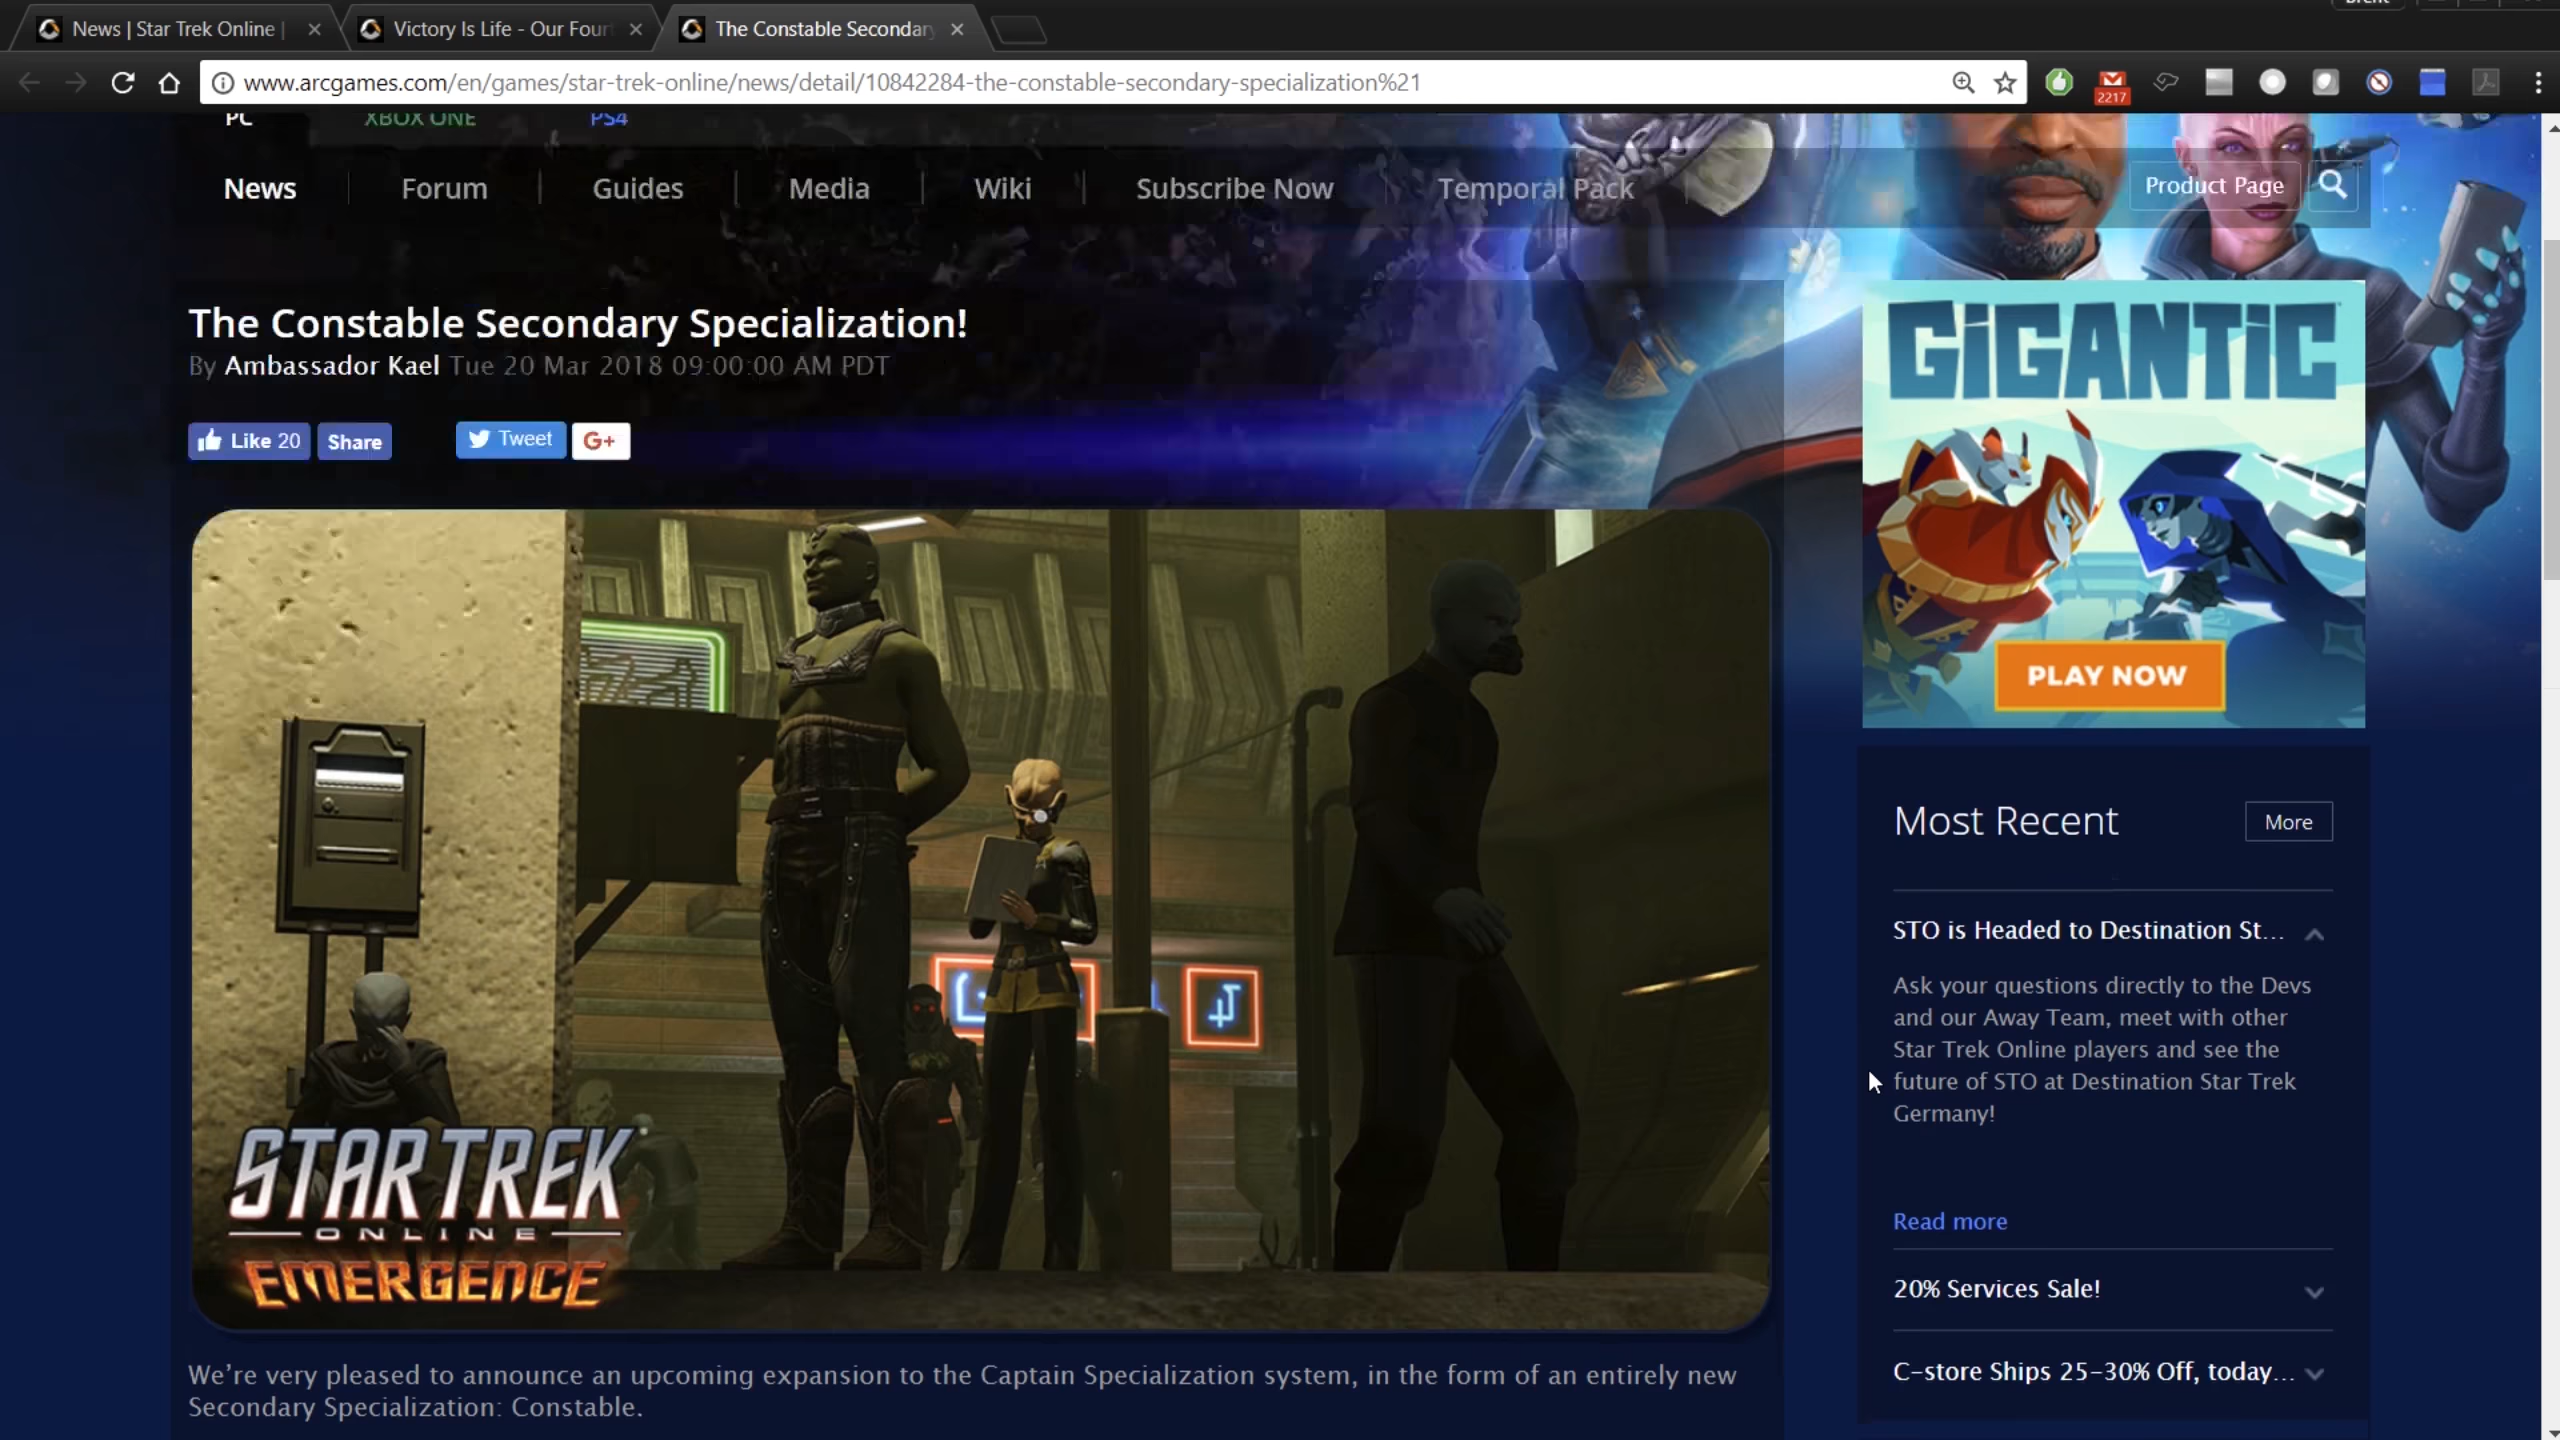 News | Star Trek Online |
Victory Is Life - Our Four
The Constable Secondary
www.arcgames.com/en/games/star-trek-online/news/detail/10842284-the-constable-secondary-specialization%21
2217
PC XBOX ONE PS4
News Forum Guides Media Wiki Subscribe Now Temporal Pack Product Page
The Constable Secondary Specialization!
By Ambassador Kael Tue 20 Mar 2018 09:00:00 AM PDT
Like 20 Share Tweet G+
STAR TREK
ONLINE
EMERGENCE
We’re very pleased to announce an upcoming expansion to the Captain Specialization system, in the form of an entirely new
Secondary Specialization: Constable.
GIGANTIC
PLAY NOW
Most Recent More
STO is Headed to Destination St...
Ask your questions directly to the Devs
and our Away Team, meet with other
Star Trek Online players and see the
future of STO at Destination Star Trek
Germany!
Read more
20% Services Sale!
C-store Ships 25-30% Off, today...